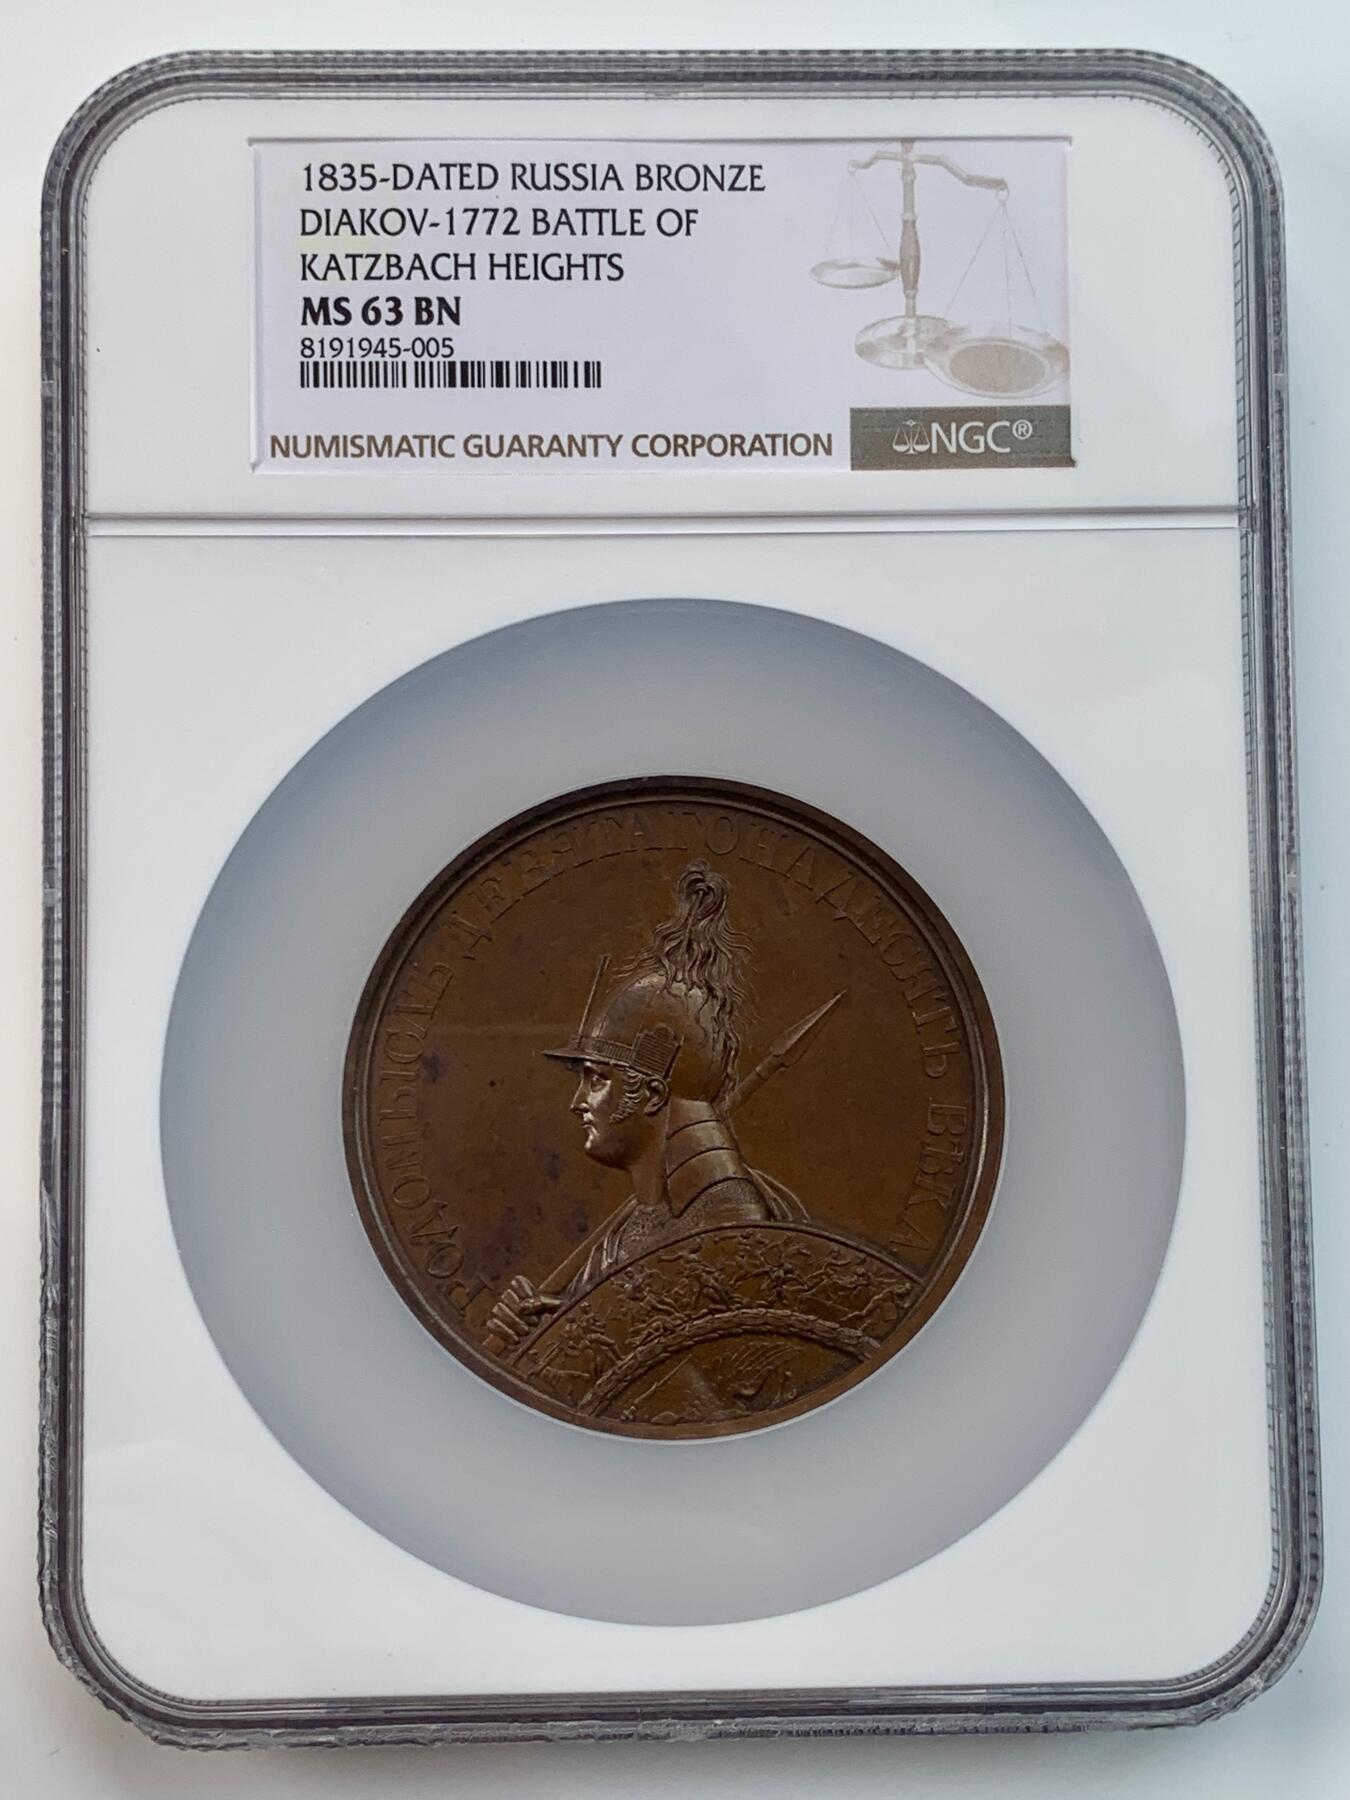 1835-DATED RUSSIA BRONZE
DIAKOV-1772 BATTLE OF
KATZBACH HEIGHTS
MS 63 BN
8191945-005
NUMISMATIC GUARANTY CORPORATION
NGC®
РОДОМЫСЛЪ ДЕВЯТАГОНАДЕСЯТЬ ВѢКА